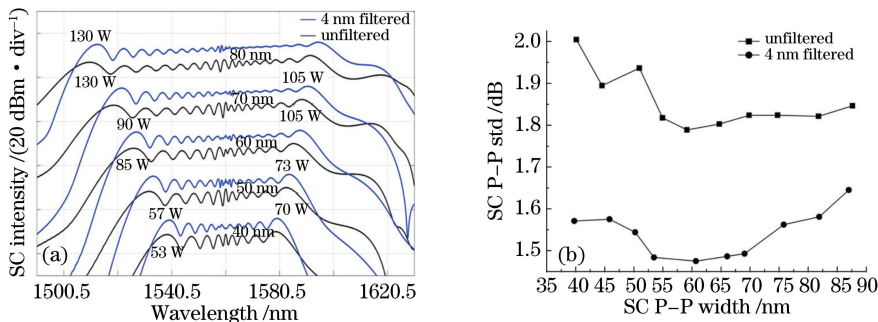 4 nm filtered
unfiltered
130 W
80 nm
130 W
105 W
70 nm
90 W
105 W
60 nm
85 W
73 W
50 nm
57 W
70 W
40 nm
53 W
(a)
SC intensity /(20 dBm • div⁻¹)
1500.5
1540.5
1580.5
1620.5
Wavelength /nm
unfiltered
4 nm filtered
2.0
1.9
1.8
1.7
1.6
1.5
SC P-P std /dB
(b)
35 40 45 50 55 60 65 70 75 80 85 90
SC P-P width /nm